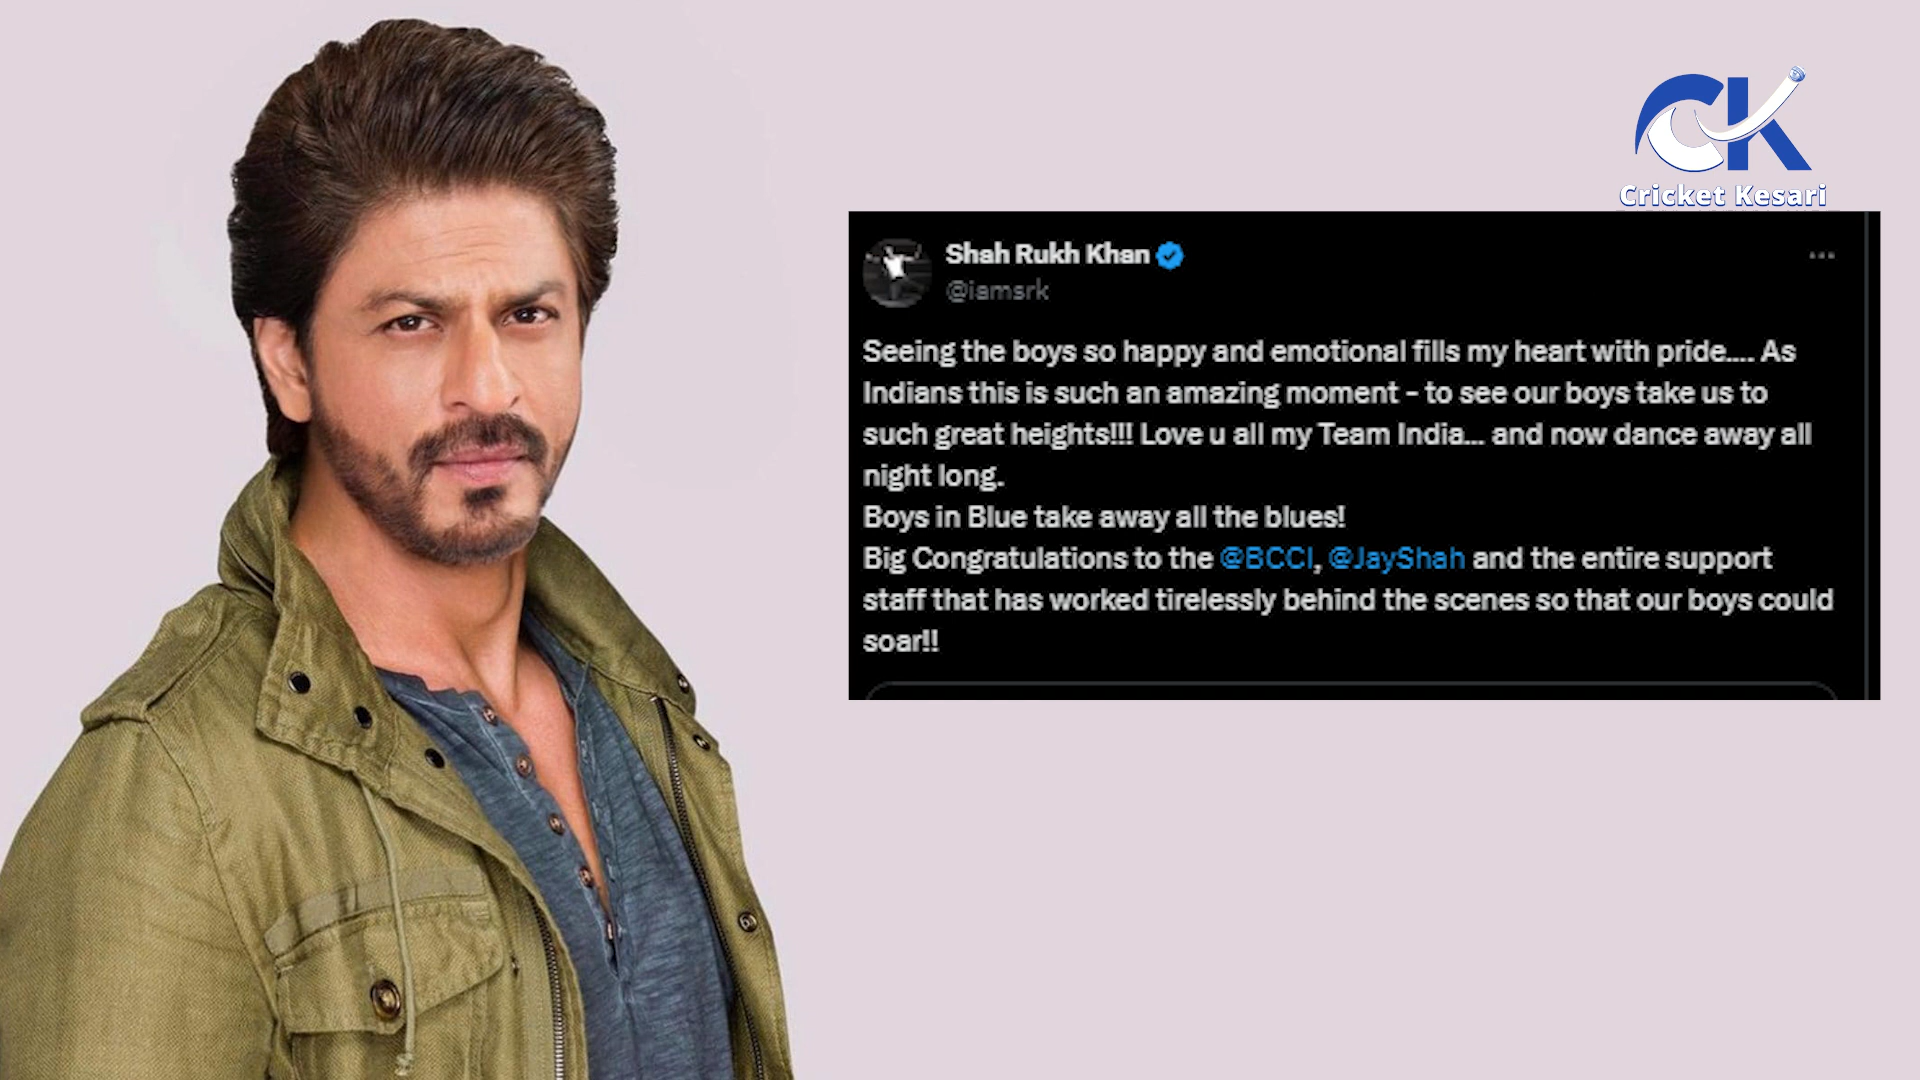 CK
Cricket Kesari
Shah Rukh Khan
@iamsrk
Seeing the boys so happy and emotional fills my heart with pride.... As
Indians this is such an amazing moment - to see our boys take us to
such great heights!!! Love u all my Team India... and now dance away all
night long.
Boys in Blue take away all the blues!
Big Congratulations to the @BCCI, @JayShah and the entire support
staff that has worked tirelessly behind the scenes so that our boys could
soar!!